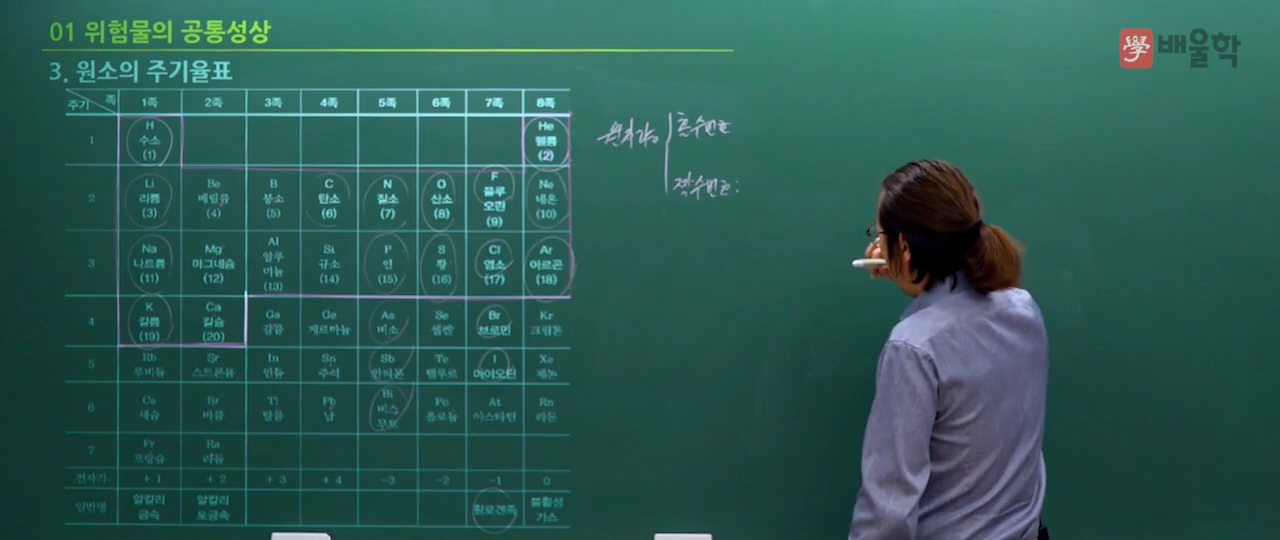 01 위험물의 공통성상
學 배울학
3. 원소의 주기율표
주기 족 1족 2족 3족 4족 5족 6족 7족 8족
1 H 수소 (1) He 헬륨 (2)
2 Li 리튬 (3) Be 베릴륨 (4) B 붕소 (5) C 탄소 (6) N 질소 (7) O 산소 (8) F 플루오린 (9) Ne 네온 (10)
3 Na 나트륨 (11) Mg 마그네슘 (12) Al 알루미늄 (13) Si 규소 (14) P 인 (15) S 황 (16) Cl 염소 (17) Ar 아르곤 (18)
4 K 칼륨 (19) Ca 칼슘 (20) Ga 갈륨 Ge 게르마늄 As 비소 Se 셀렌 Br 브로민 Kr 크립톤
5 Rb 루비듐 Sr 스트론튬 In 인듐 Sn 주석 Sb 안티몬 Te 텔루르 I 아이오딘 Xe 제논
6 Cs 세슘 Ba 바륨 Tl 탈륨 Pb 납 Bi 비스무트 Po 폴로늄 At 아스타틴 Rn 라돈
7 Fr 프랑슘 Ra 라듐
전자가 +1 +2 +3 +4 -3 -2 -1 0
일반명 알칼리금속 알칼리토금속 할로겐족 불활성가스
홀수번호
짝수번호: